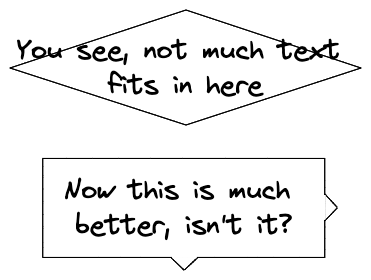 You see, not much text
fits in here
Now this is much
better, isn't it?